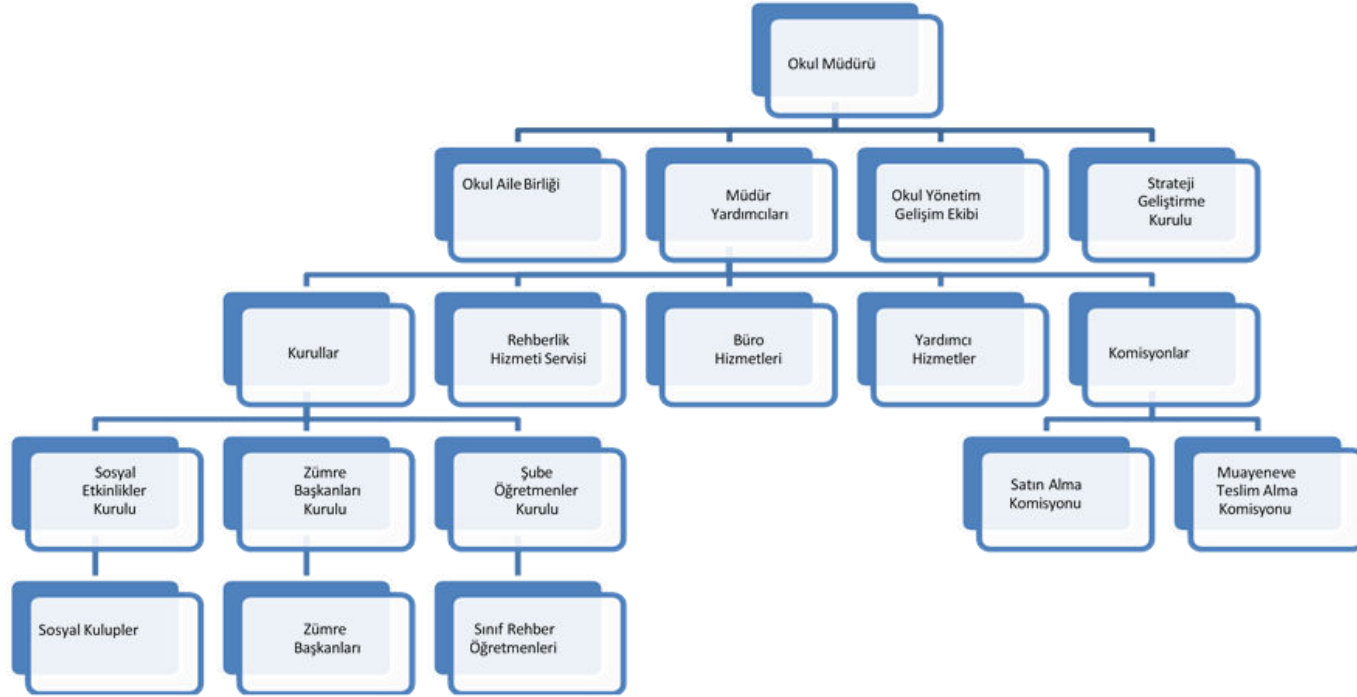 Okul Müdürü
Okul Aile Birliği
Müdür
Yardımcıları
Okul Yönetim
Gelişim Ekibi
Strateji
Geliştirme
Kurulu
Kurullar
Rehberlik
Hizmeti Servisi
Büro
Hizmetleri
Yardımcı
Hizmetler
Komisyonlar
Sosyal
Etkinlikler
Kurulu
Zümre
Başkanları
Kurulu
Şube
Öğretmenler
Kurulu
Satın Alma
Komisyonu
Muayeneve
Teslim Alma
Komisyonu
Sosyal Kulupler
Zümre
Başkanları
Sınıf Rehber
Öğretmenleri